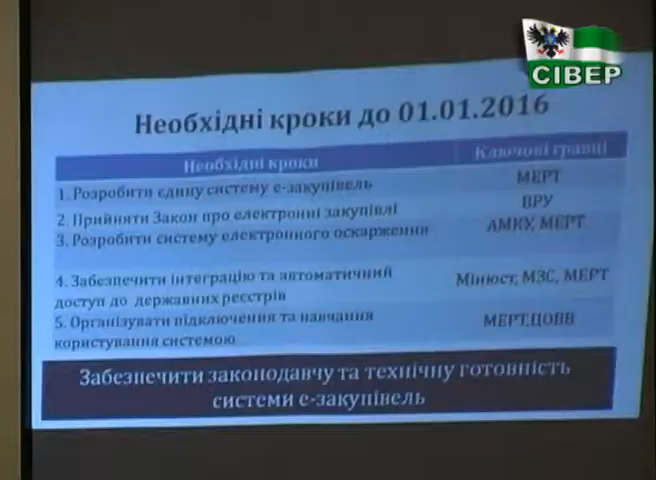 СІВЕР
Необхідні кроки до 01.01.2016
Необхідні кроки Ключові гравці
1. Розробити єдину систему е-закупівель МЕРТ
2. Прийняти Закон про електронні закупівлі ВРУ
3. Розробити систему електронного оскарження АМКУ, МЕРТ
4. Забезпечити інтеграцію та автоматичний
доступ до державних реєстрів Мінюст, МЗС, МЕРТ
5. Організувати підключення та навчання
користування системою МЕРТ,ЦОВВ
Забезпечити законодавчу та технічну готовність
системи е-закупівель